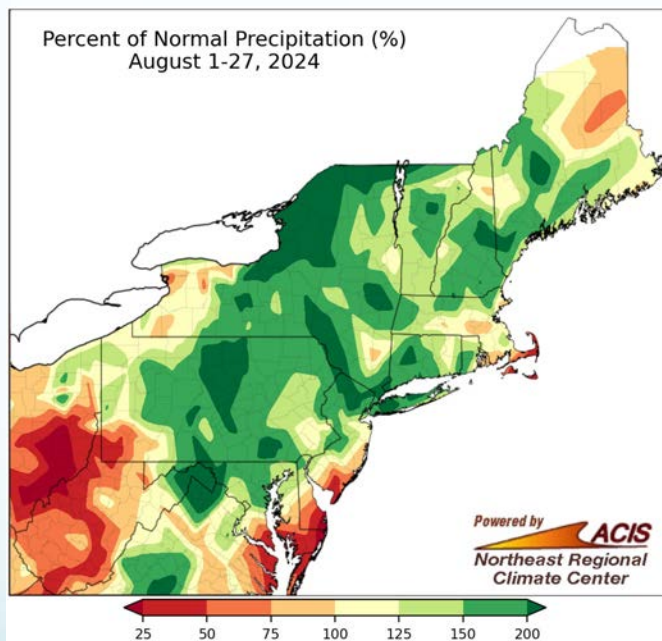 Percent of Normal Precipitation (%)
August 1-27, 2024
Powered by
ACIS
Northeast Regional
Climate Center
25 50 75 100 125 150 200